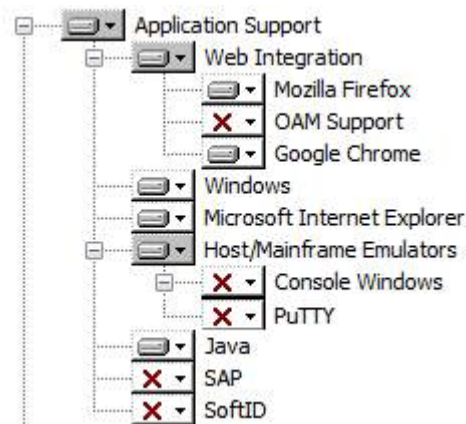 Application Support
Web Integration
Mozilla Firefox
OAM Support
Google Chrome
Windows
Microsoft Internet Explorer
Host/Mainframe Emulators
Console Windows
PuTTY
Java
SAP
SoftID